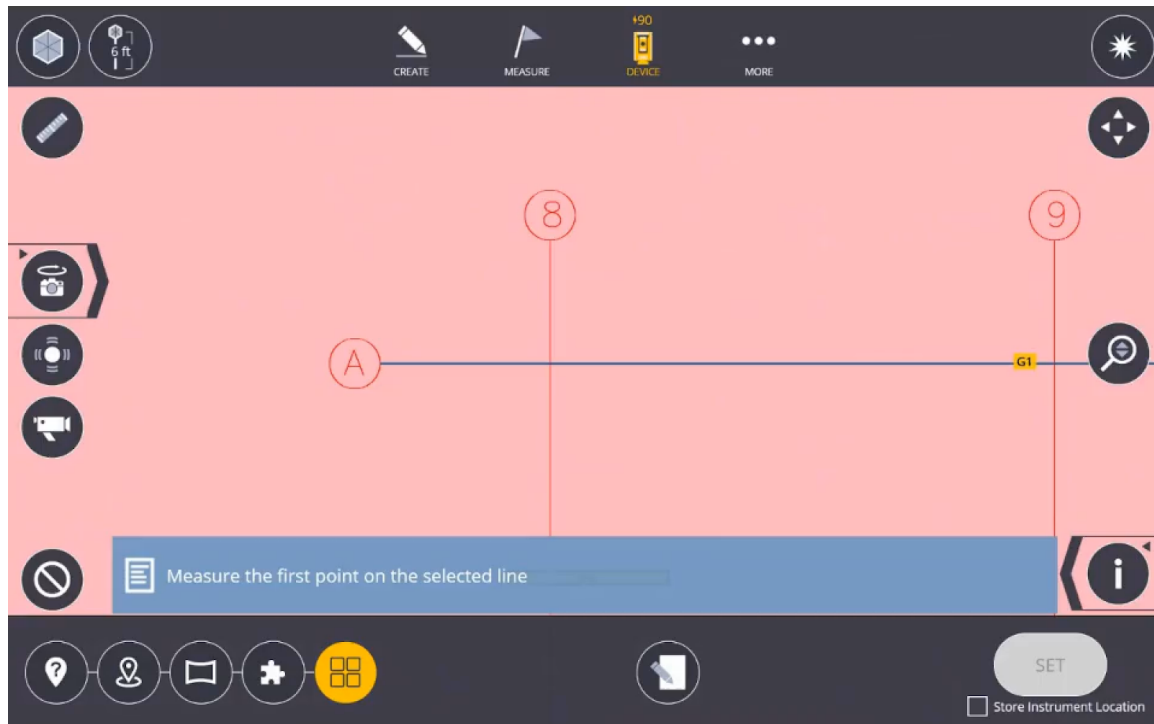 +90
6 ft
CREATE
MEASURE
DEVICE
MORE
8
9
A
G1
Measure the first point on the selected line
i
?
SET
Store Instrument Location